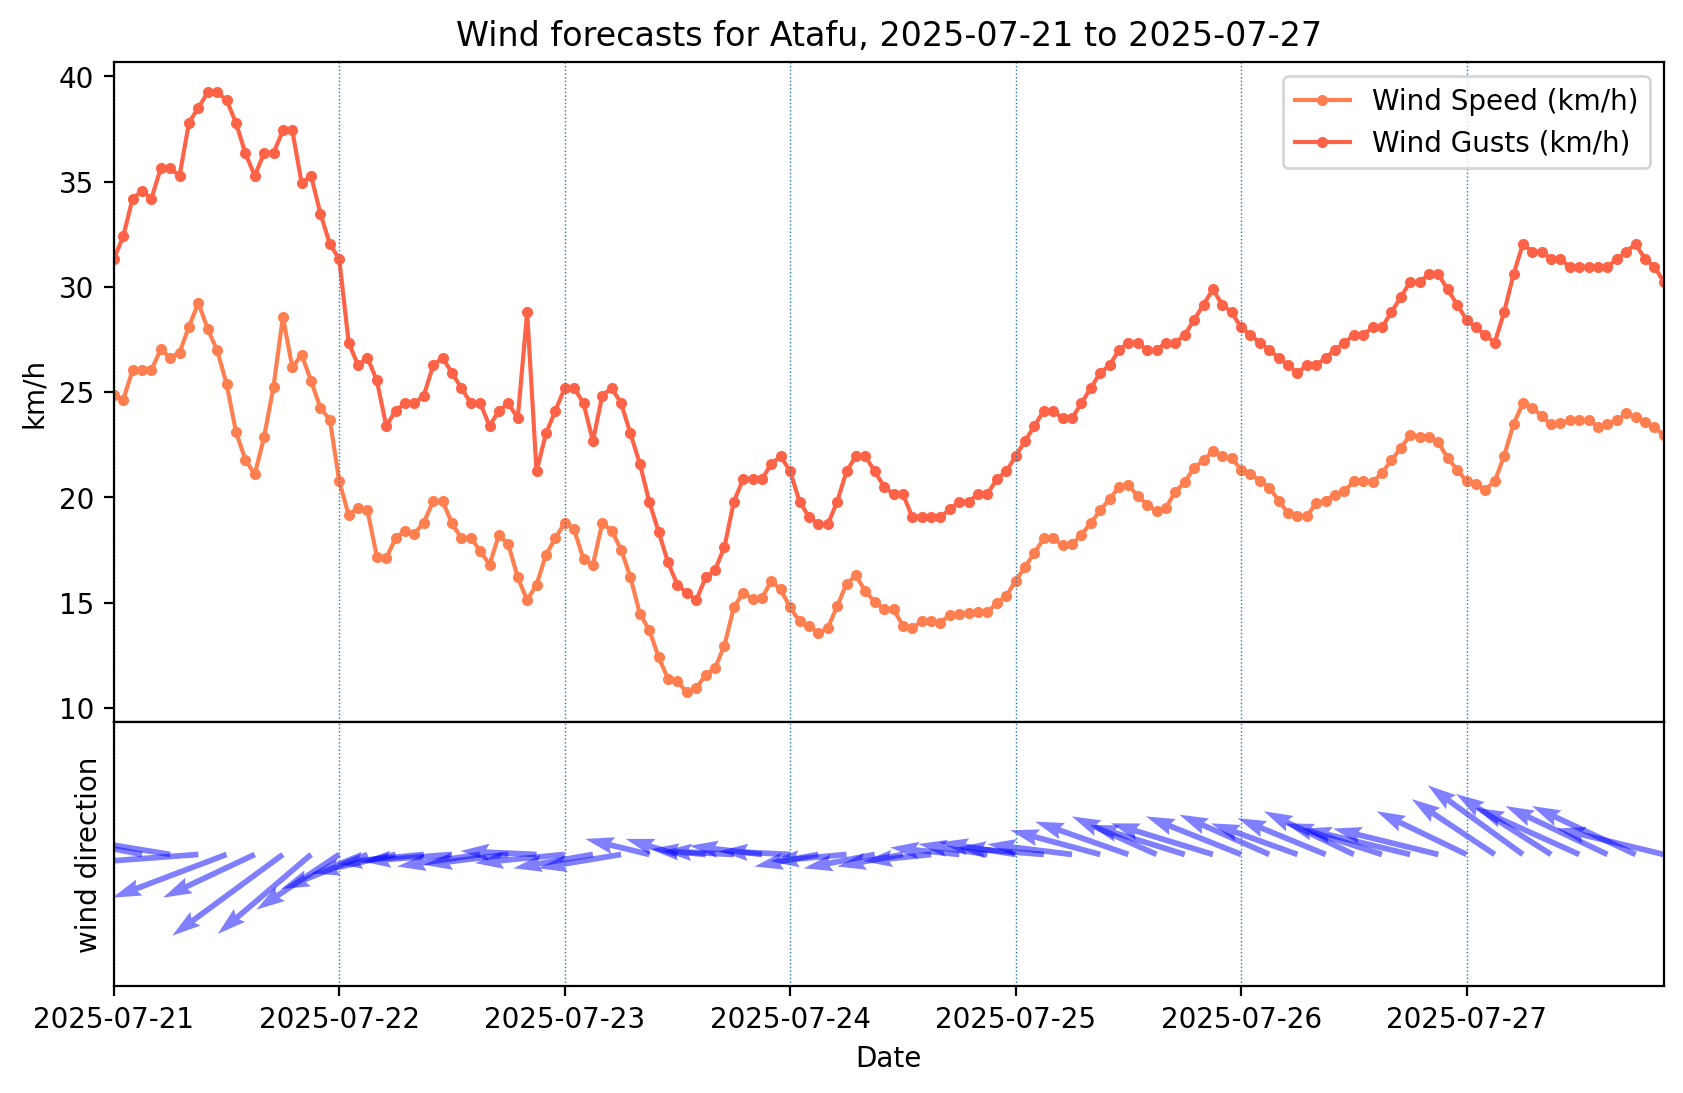 Wind forecasts for Atafu, 2025-07-21 to 2025-07-27
40
35
30
25
20
15
10
km/h
Wind Speed (km/h)
Wind Gusts (km/h)
wind direction
2025-07-21
2025-07-22
2025-07-23
2025-07-24
2025-07-25
2025-07-26
2025-07-27
Date